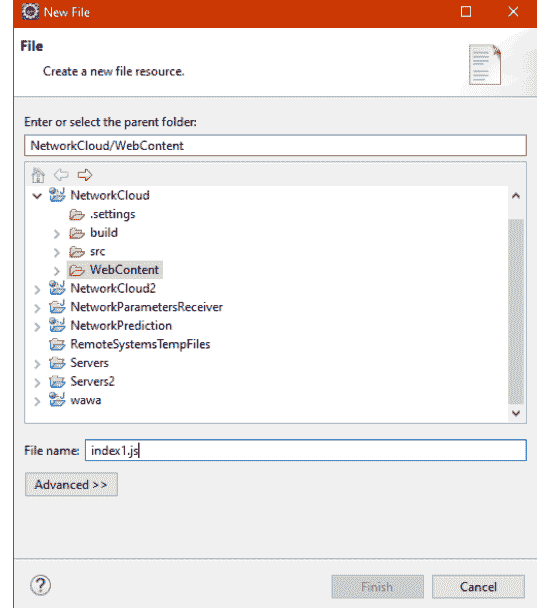 New File
File
Create a new file resource.
Enter or select the parent folder:
NetworkCloud/WebContent
NetworkCloud
.settings
build
src
WebContent
NetworkCloud2
NetworkParametersReceiver
NetworkPrediction
RemoteSystemsTempFiles
Servers
Servers2
wawa
File name: index1.js
Advanced >>
? Finish Cancel